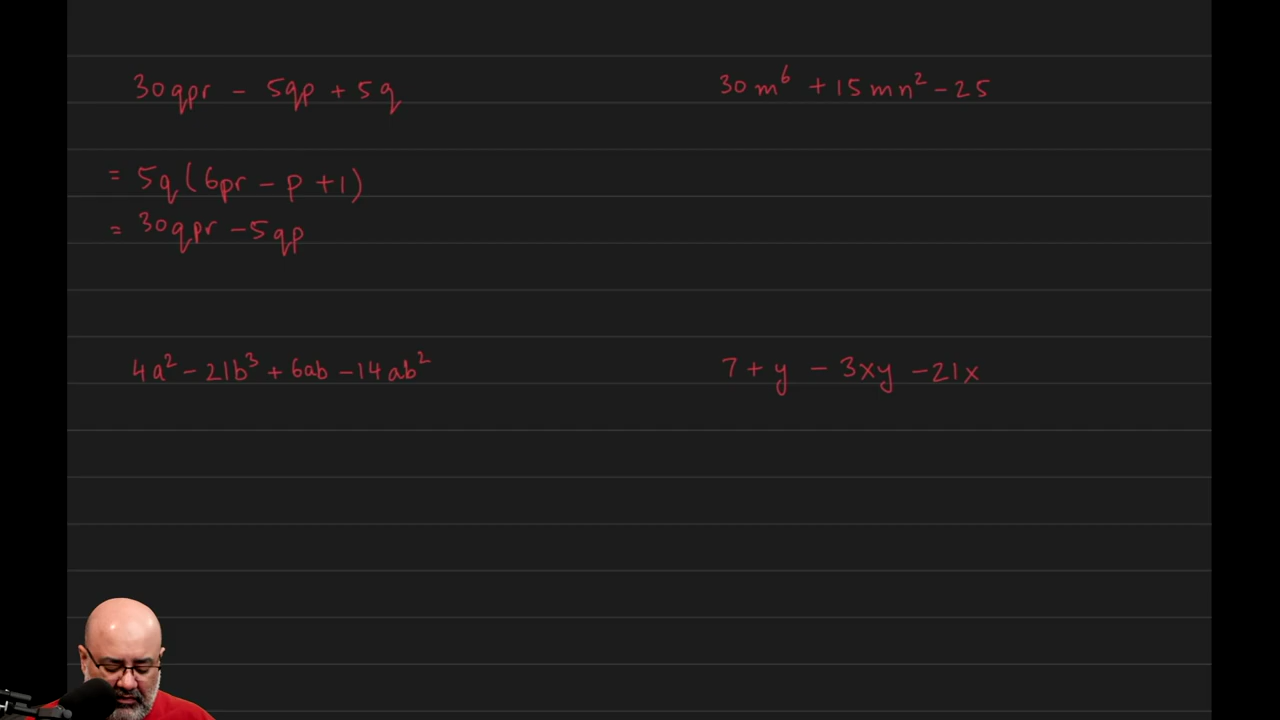 30qpr - 5qp + 5q
= 5q(6pr - p + 1)
= 30qpr - 5qp
30m⁶ + 15mn² - 25
4a² - 21b³ + 6ab - 14ab²
7 + y - 3xy - 21x